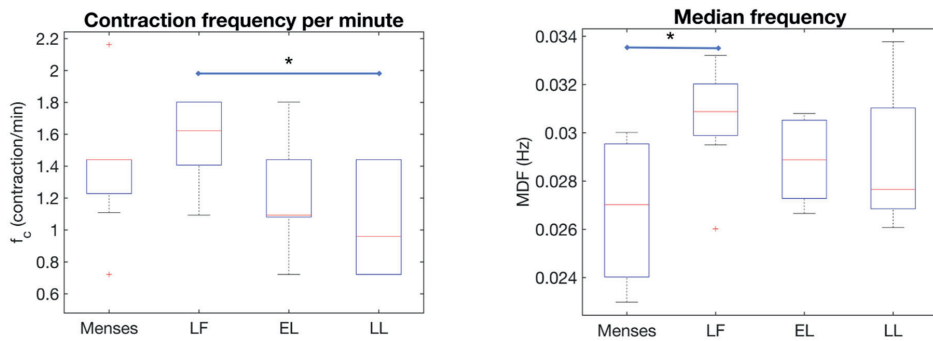 Contraction frequency per minute
2.2
2
1.8
1.6
1.4
1.2
1
0.8
0.6
f_c (contraction/min)
*
Menses LF EL LL
Median frequency
0.034
0.032
0.03
0.028
0.026
0.024
MDF (Hz)
*
Menses LF EL LL